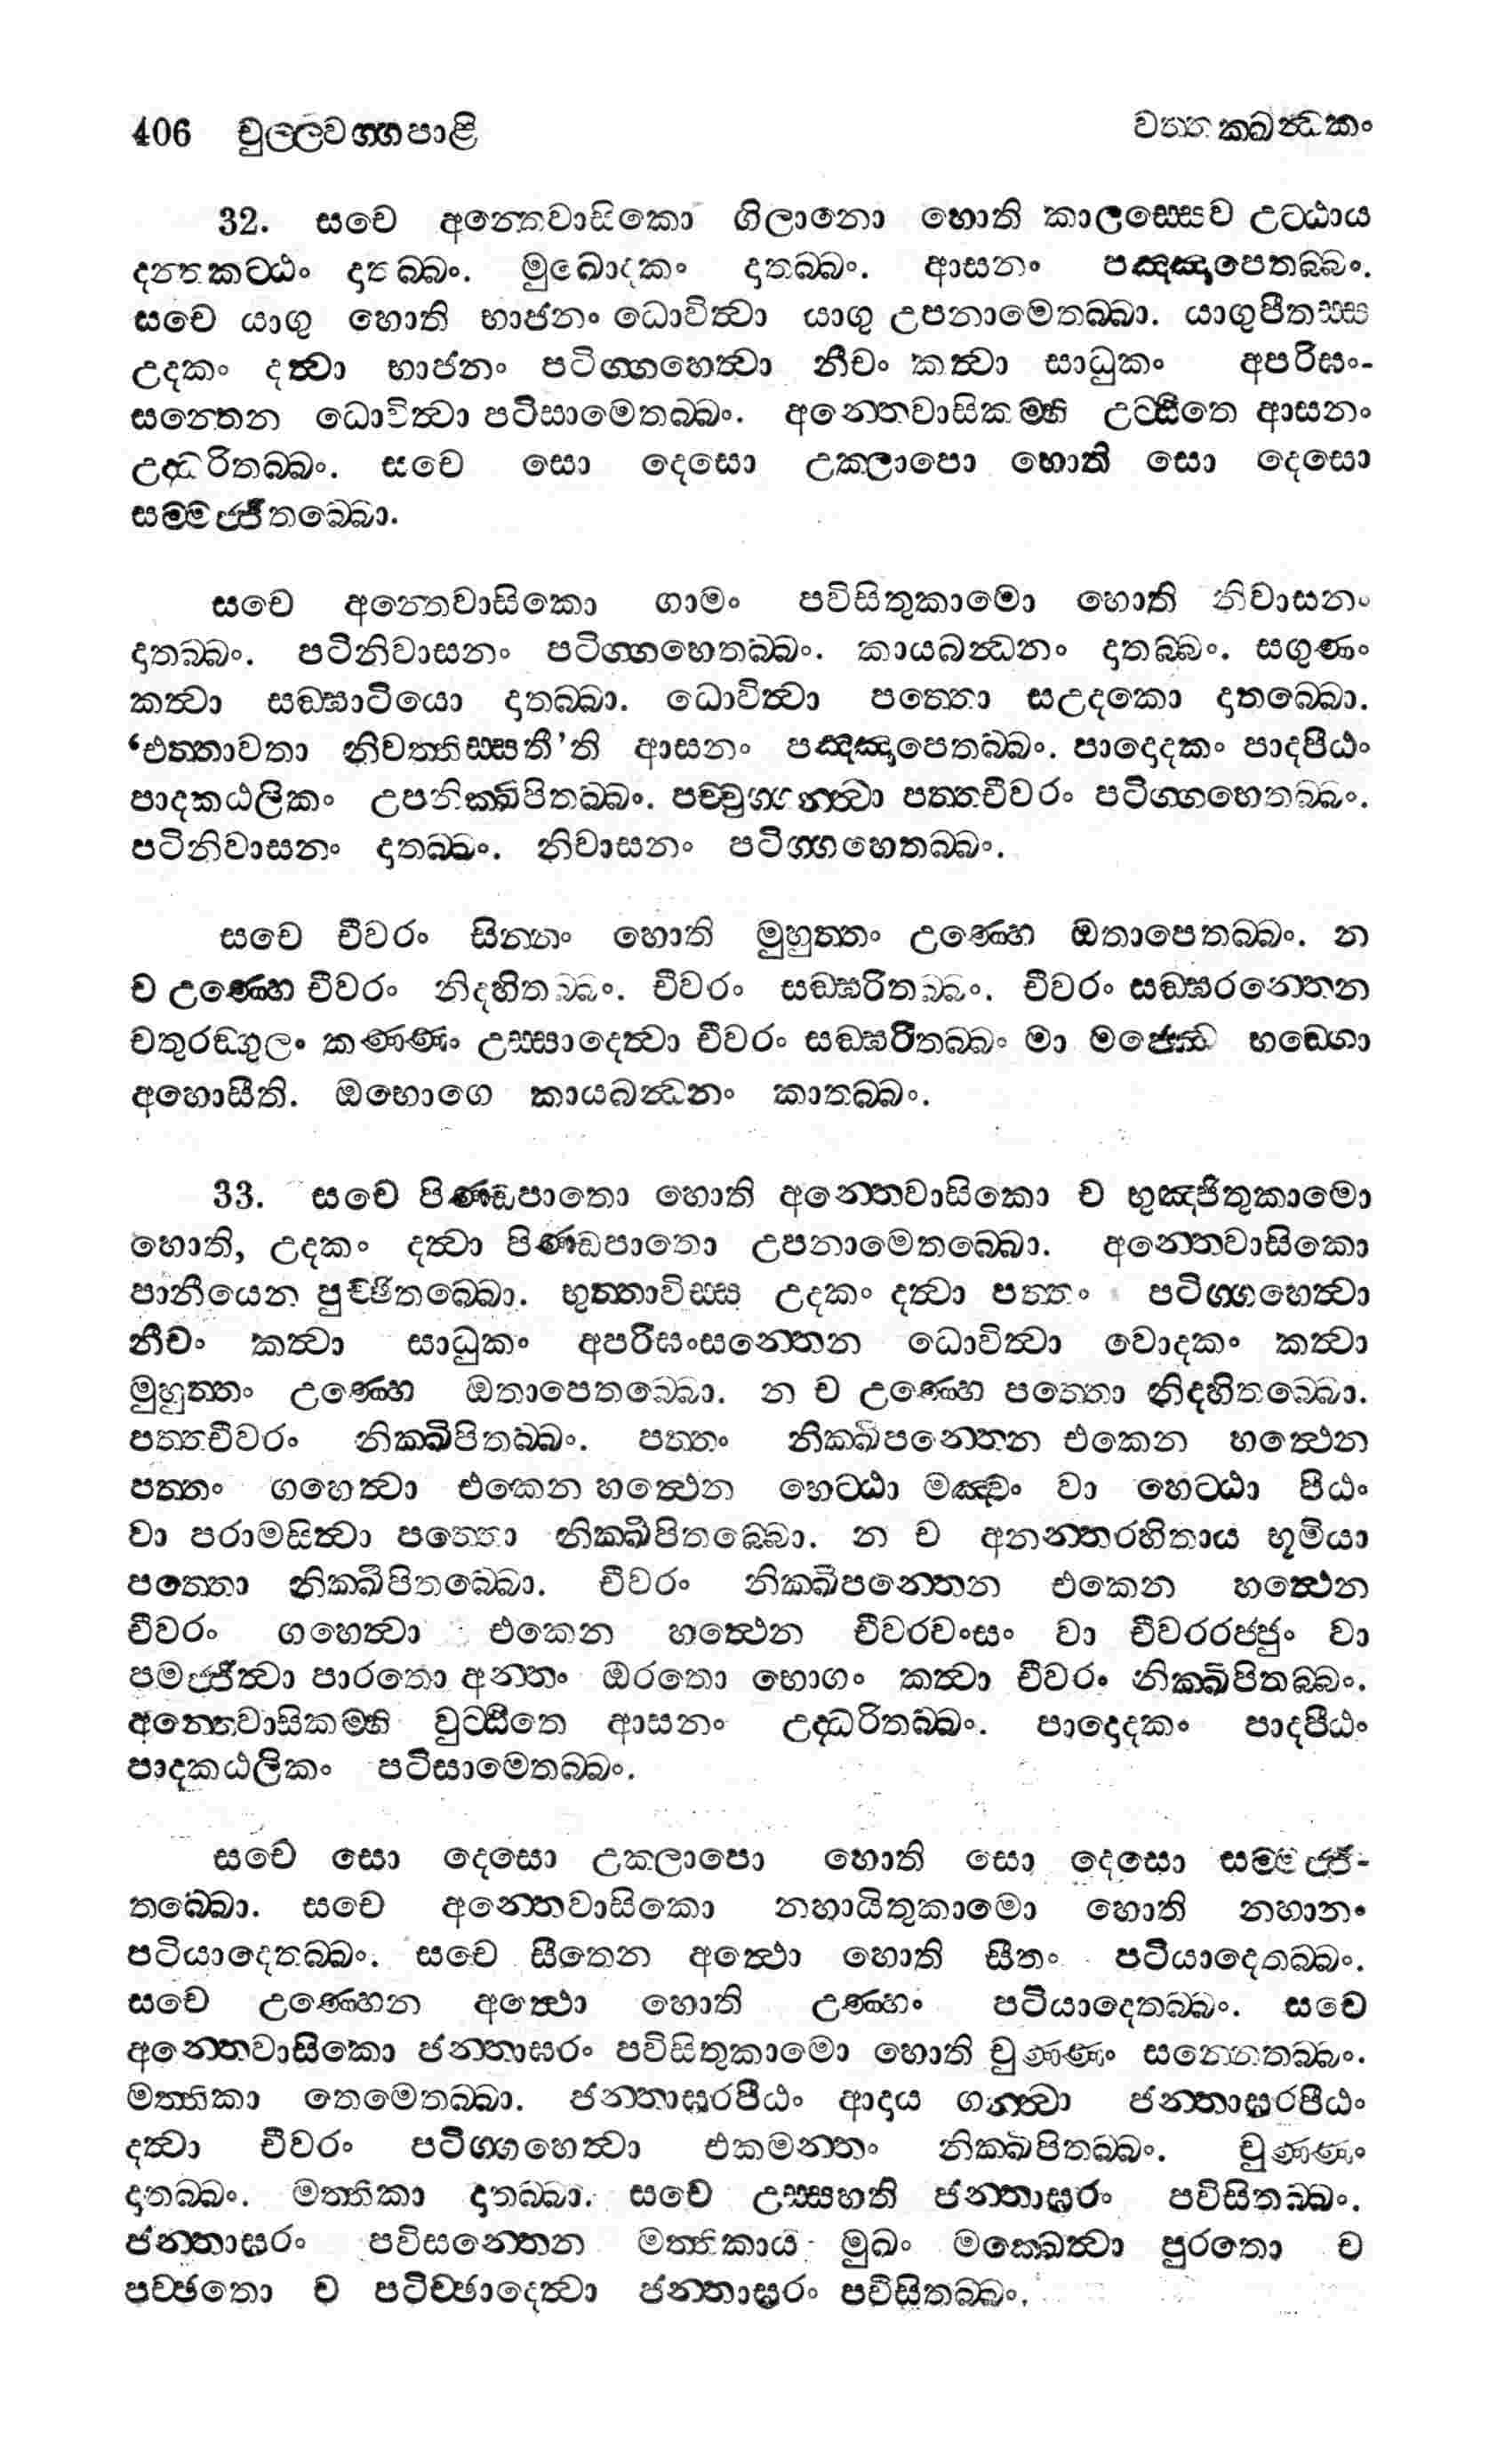 406 චුල්ලවග්ගපාළි වත්තක්ඛන්ධකං
32. සචෙ අන්තෙවාසිකො ගිලානො හොති කාලස්සෙව උට්ඨාය
දන්තකට්ඨං දාතබ්බං. මුඛොදකං දාතබ්බං. ආසනං පඤ්ඤාපෙතබ්බං.
සචෙ යාගු හොති භාජනං ධොවිත්වා යාගු උපනාමෙතබ්බා. යාගුපීතස්ස
උදකං දත්වා භාජනං පටිග්ගහෙත්වා නීචං කත්වා සාධුකං අපරිඝං-
සන්තෙන ධොවිත්වා පටිසාමෙතබ්බං. අන්තෙවාසිකම්හි උට්ඨිතෙ ආසනං
උද්ධරිතබ්බං. සචෙ සො දෙසො උක්ලාපො හොති සො දෙසො
සම්මජ්ජිතබ්බො.
සචෙ අන්තෙවාසිකො ගාමං පවිසිතුකාමො හොති නිවාසනං
දාතබ්බං. පටිනිවාසනං පටිග්ගහෙතබ්බං. කායබන්ධනං දාතබ්බං. සගුණං
කත්වා සඞ්ඝාටියො දාතබ්බා. ධොවිත්වා පත්තො සඋදකො දාතබ්බො.
‘එත්තාවතා නිවත්තිස්සතී’ති ආසනං පඤ්ඤාපෙතබ්බං. පාදොදකං පාදපීඨං
පාදකඨලිකං උපනික්ඛිපිතබ්බං. පච්චුග්ගන්ත්වා පත්තචීවරං පටිග්ගහෙතබ්බං.
පටිනිවාසනං දාතබ්බං. නිවාසනං පටිග්ගහෙතබ්බං.
සචෙ චීවරං සින්නං හොති මුහුත්තං උණ්හෙ ඔතාපෙතබ්බං. න
ච උණ්හෙ චීවරං නිදහිතබ්බං. චීවරං සඞ්ඝරිතබ්බං. චීවරං සඞ්ඝරන්තෙන
චතුරඞ්ගුලං කණ්ණං උස්සාදෙත්වා චීවරං සඞ්ඝරිතබ්බං මා මජ්ඣෙ භඞ්ගො
අහොසීති. ඔභොගෙ කායබන්ධනං කාතබ්බං.
33. සචෙ පිණ්ඩපාතො හොති අන්තෙවාසිකො ච භුඤ්ජිතුකාමො
හොති, උදකං දත්වා පිණ්ඩපාතො උපනාමෙතබ්බො. අන්තෙවාසිකො
පානීයෙන පුච්ඡිතබ්බො. භුත්තාවිස්ස උදකං දත්වා පත්තං පටිග්ගහෙත්වා
නීචං කත්වා සාධුකං අපරිඝංසන්තෙන ධොවිත්වා වොදකං කත්වා
මුහුත්තං උණ්හෙ ඔතාපෙතබ්බො. න ච උණ්හෙ පත්තො නිදහිතබ්බො.
පත්තචීවරං නික්ඛිපිතබ්බං. පත්තං නික්ඛිපන්තෙන එකෙන හත්ථෙන
පත්තං ගහෙත්වා එකෙන හත්ථෙන හෙට්ඨා මඤ්චං වා හෙට්ඨා පීඨං
වා පරාමසිත්වා පත්තො නික්ඛිපිතබ්බො. න ච අනන්තරහිතාය භූමියා
පත්තො නික්ඛිපිතබ්බො. චීවරං නික්ඛිපන්තෙන එකෙන හත්ථෙන
චීවරං ගහෙත්වා එකෙන හත්ථෙන චීවරවංසං වා චීවරරජ්ජුං වා
පමජ්ජිත්වා පාරතො අන්තං ඔරතො භොගං කත්වා චීවරං නික්ඛිපිතබ්බං.
අන්තෙවාසිකම්හි වුට්ඨිතෙ ආසනං උද්ධරිතබ්බං. පාදොදකං පාදපීඨං
පාදකඨලිකං පටිසාමෙතබ්බං.
සචෙ සො දෙසො උක්ලාපො හොති සො දෙසො සම්මජ්ජි-
තබ්බො. සචෙ අන්තෙවාසිකො නහායිතුකාමො හොති නහානං
පටියාදෙතබ්බං. සචෙ සීතෙන අත්ථො හොති සීතං පටියාදෙතබ්බං.
සචෙ උණ්හෙන අත්ථො හොති උණ්හං පටියාදෙතබ්බං. සචෙ
අන්තෙවාසිකො ජන්තාඝරං පවිසිතුකාමො හොති චුණ්ණං සන්නෙතබ්බං.
මත්තිකා තෙමෙතබ්බා. ජන්තාඝරපීඨං ආදාය ගන්ත්වා ජන්තාඝරපීඨං
දත්වා චීවරං පටිග්ගහෙත්වා එකමන්තං නික්ඛිපිතබ්බං. චුණ්ණං
දාතබ්බං. මත්තිකා දාතබ්බා. සචෙ උස්සහති ජන්තාඝරං පවිසිතබ්බං.
ජන්තාඝරං පවිසන්තෙන මත්තිකාය මුඛං මක්ඛෙත්වා පුරතො ච
පච්ඡතො ච පටිච්ඡාදෙත්වා ජන්තාඝරං පවිසිතබ්බං.